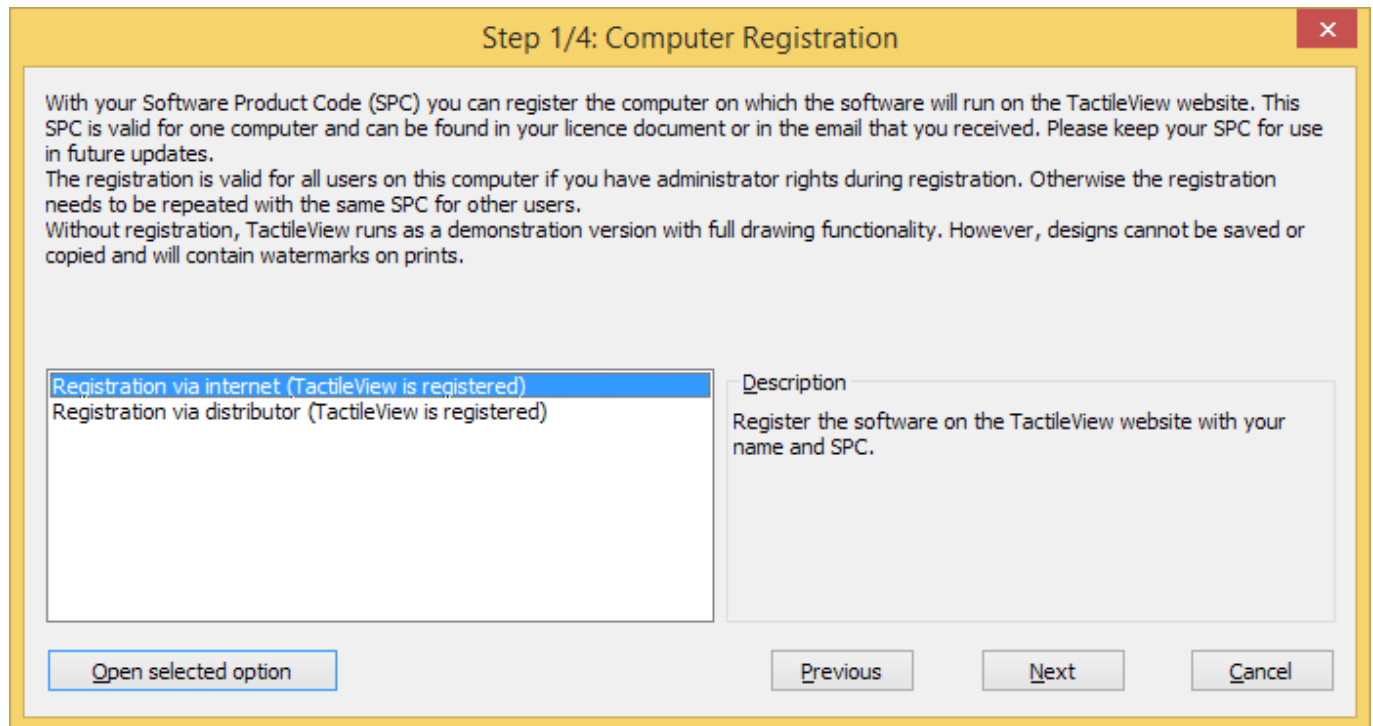 Step 1/4: Computer Registration
With your Software Product Code (SPC) you can register the computer on which the software will run on the TactileView website. This
SPC is valid for one computer and can be found in your licence document or in the email that you received. Please keep your SPC for use
in future updates.
The registration is valid for all users on this computer if you have administrator rights during registration. Otherwise the registration
needs to be repeated with the same SPC for other users.
Without registration, TactileView runs as a demonstration version with full drawing functionality. However, designs cannot be saved or
copied and will contain watermarks on prints.
Registration via internet (TactileView is registered)
Registration via distributor (TactileView is registered)
Description
Register the software on the TactileView website with your
name and SPC.
Open selected option
Previous
Next
Cancel